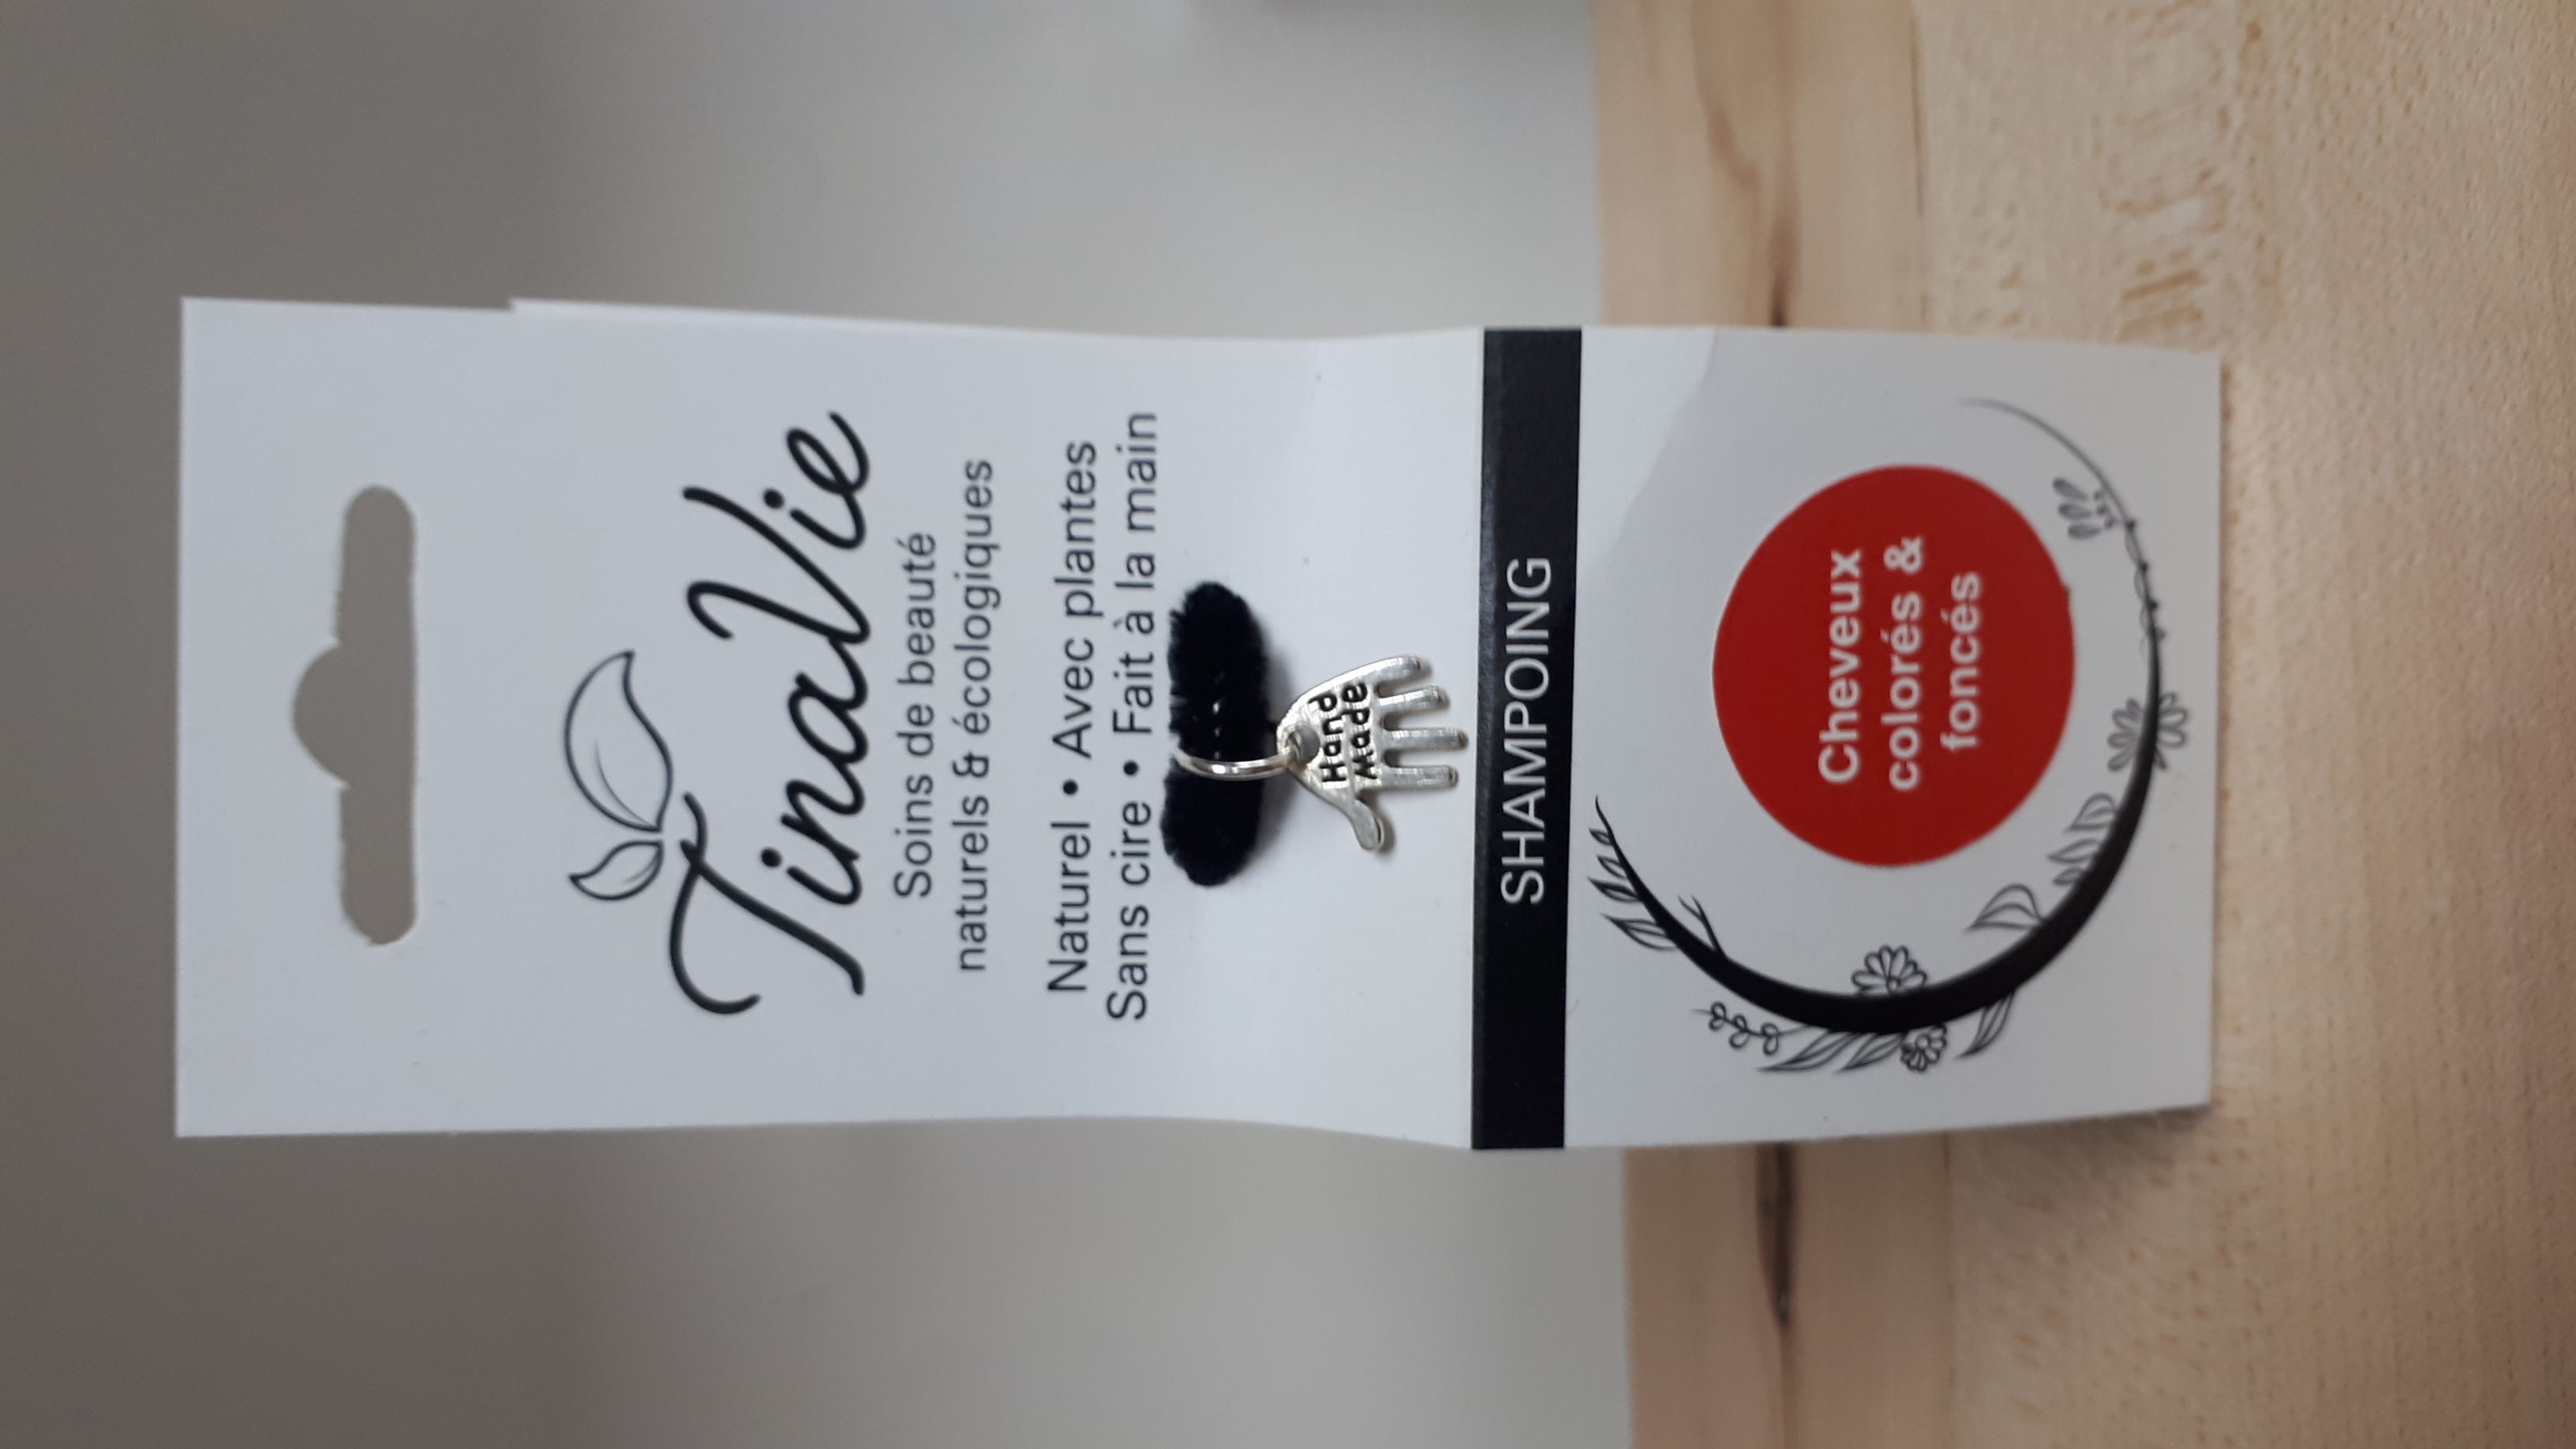 TinaVie
Soins de beauté
naturels & écologiques
Naturel • Avec plantes
Sans cire • Fait à la main
Hand
Made
SHAMPOING
Cheveux
colorés &
foncés